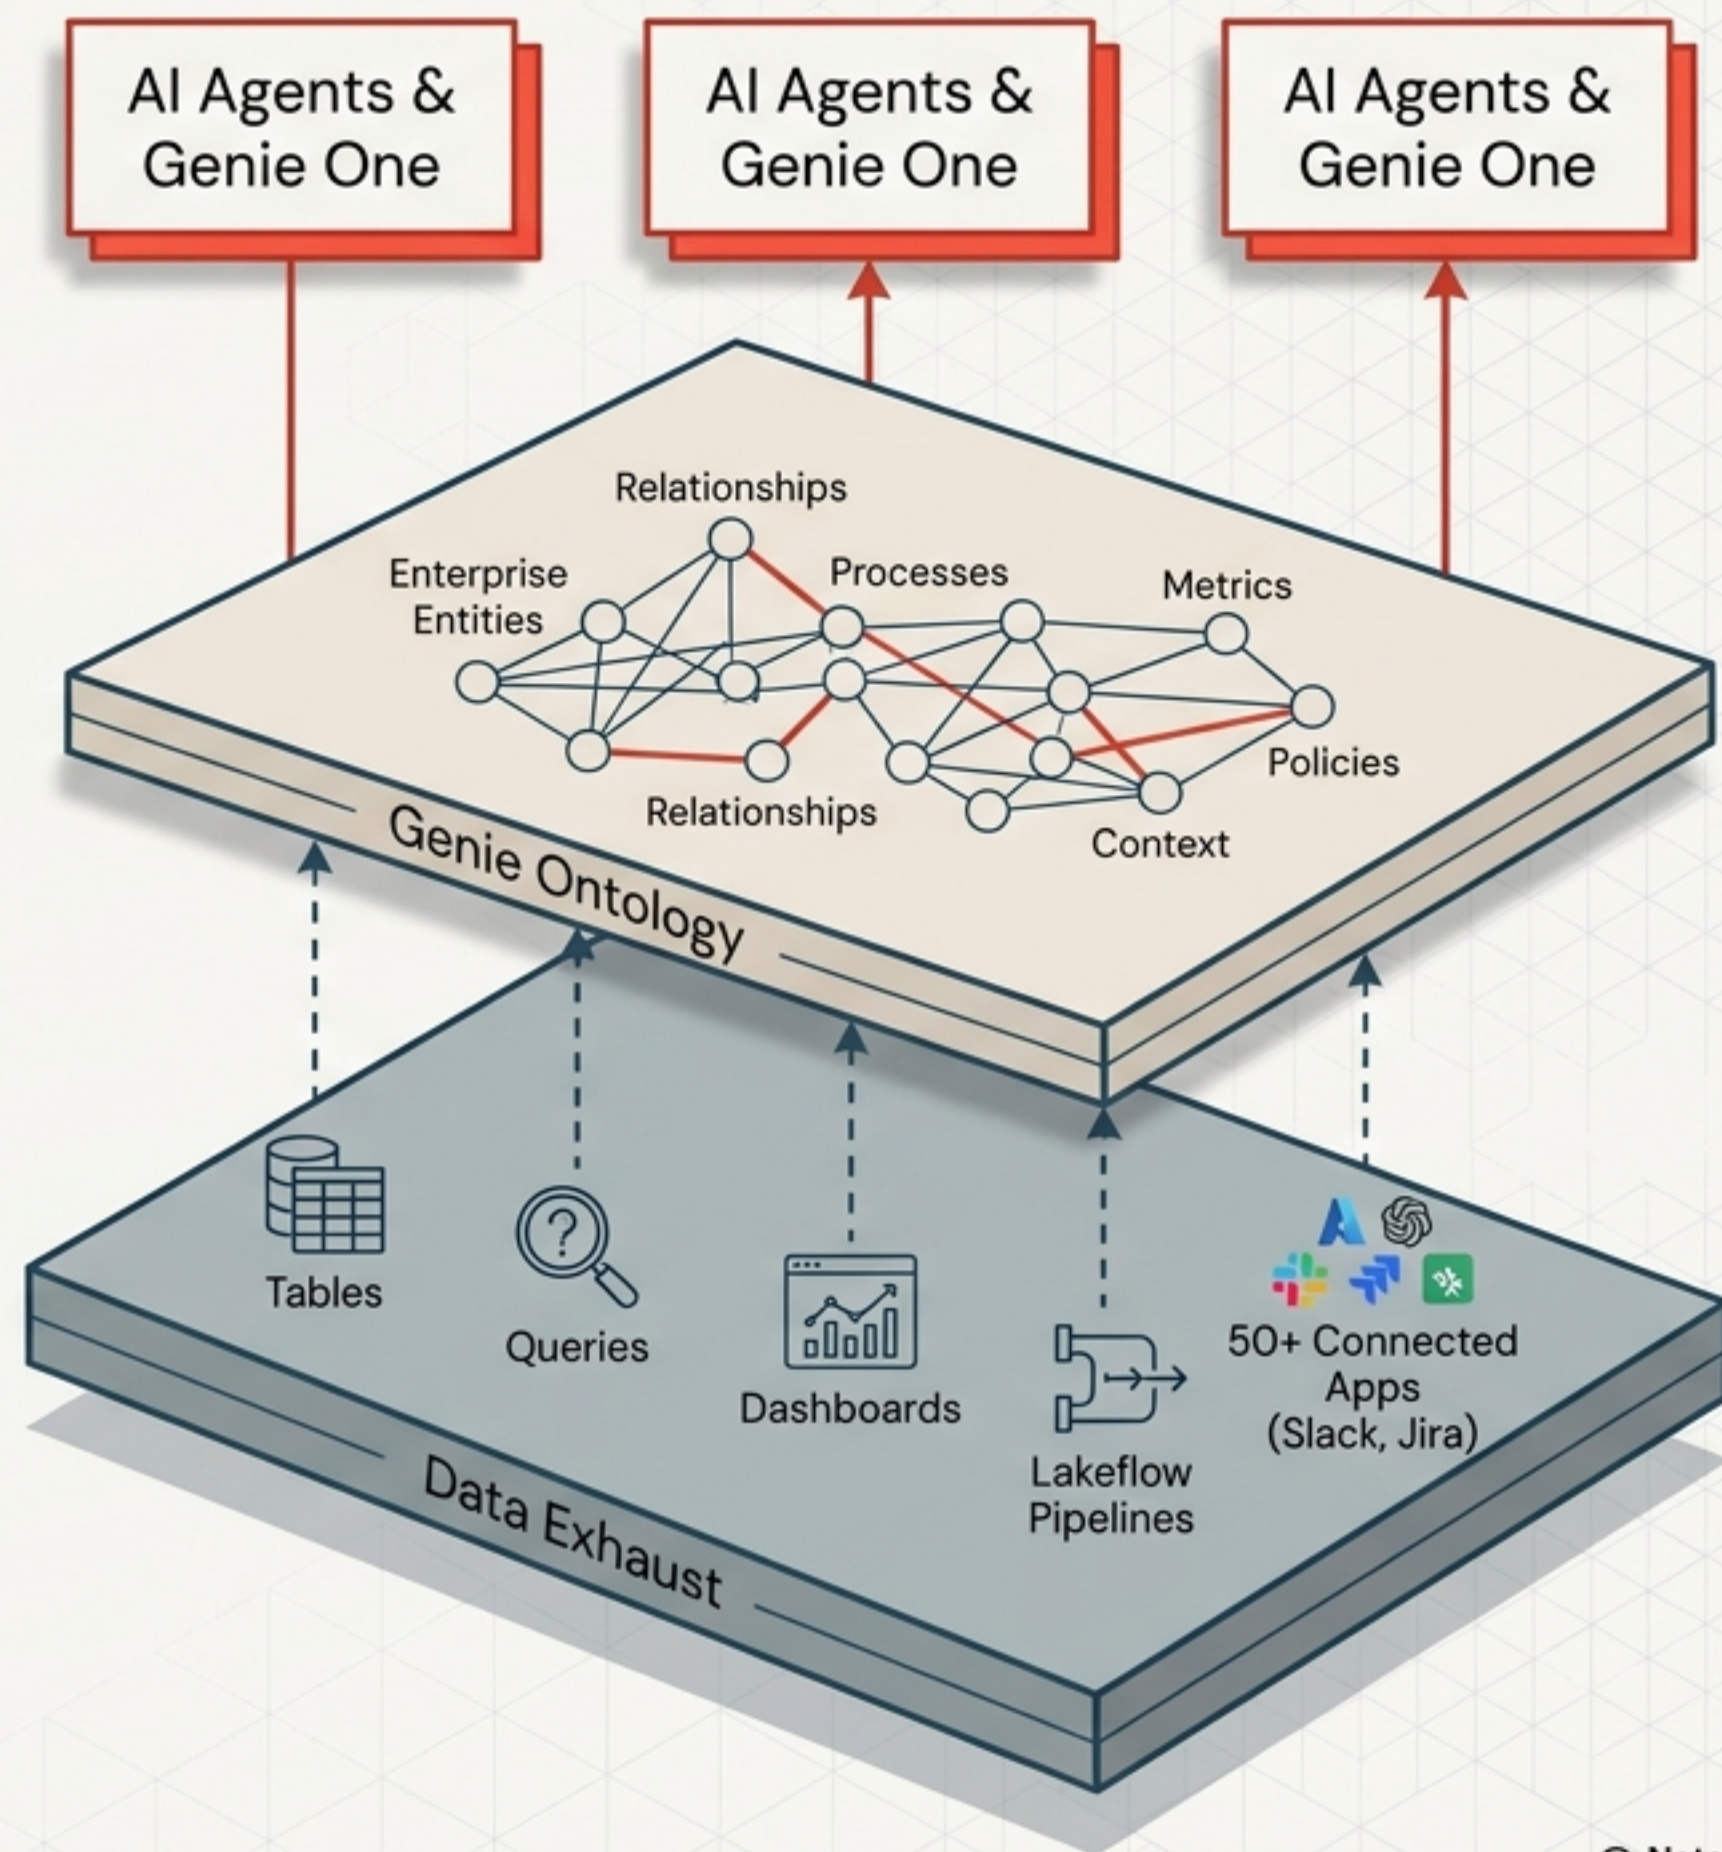 AI Agents &
Genie One
AI Agents &
Genie One
AI Agents &
Genie One
Relationships
Enterprise
Entities
Processes
Metrics
Policies
Relationships
Context
Genie Ontology
Tables
Queries
Dashboards
Lakeflow
Pipelines
50+ Connected
Apps
(Slack, Jira)
Data Exhaust